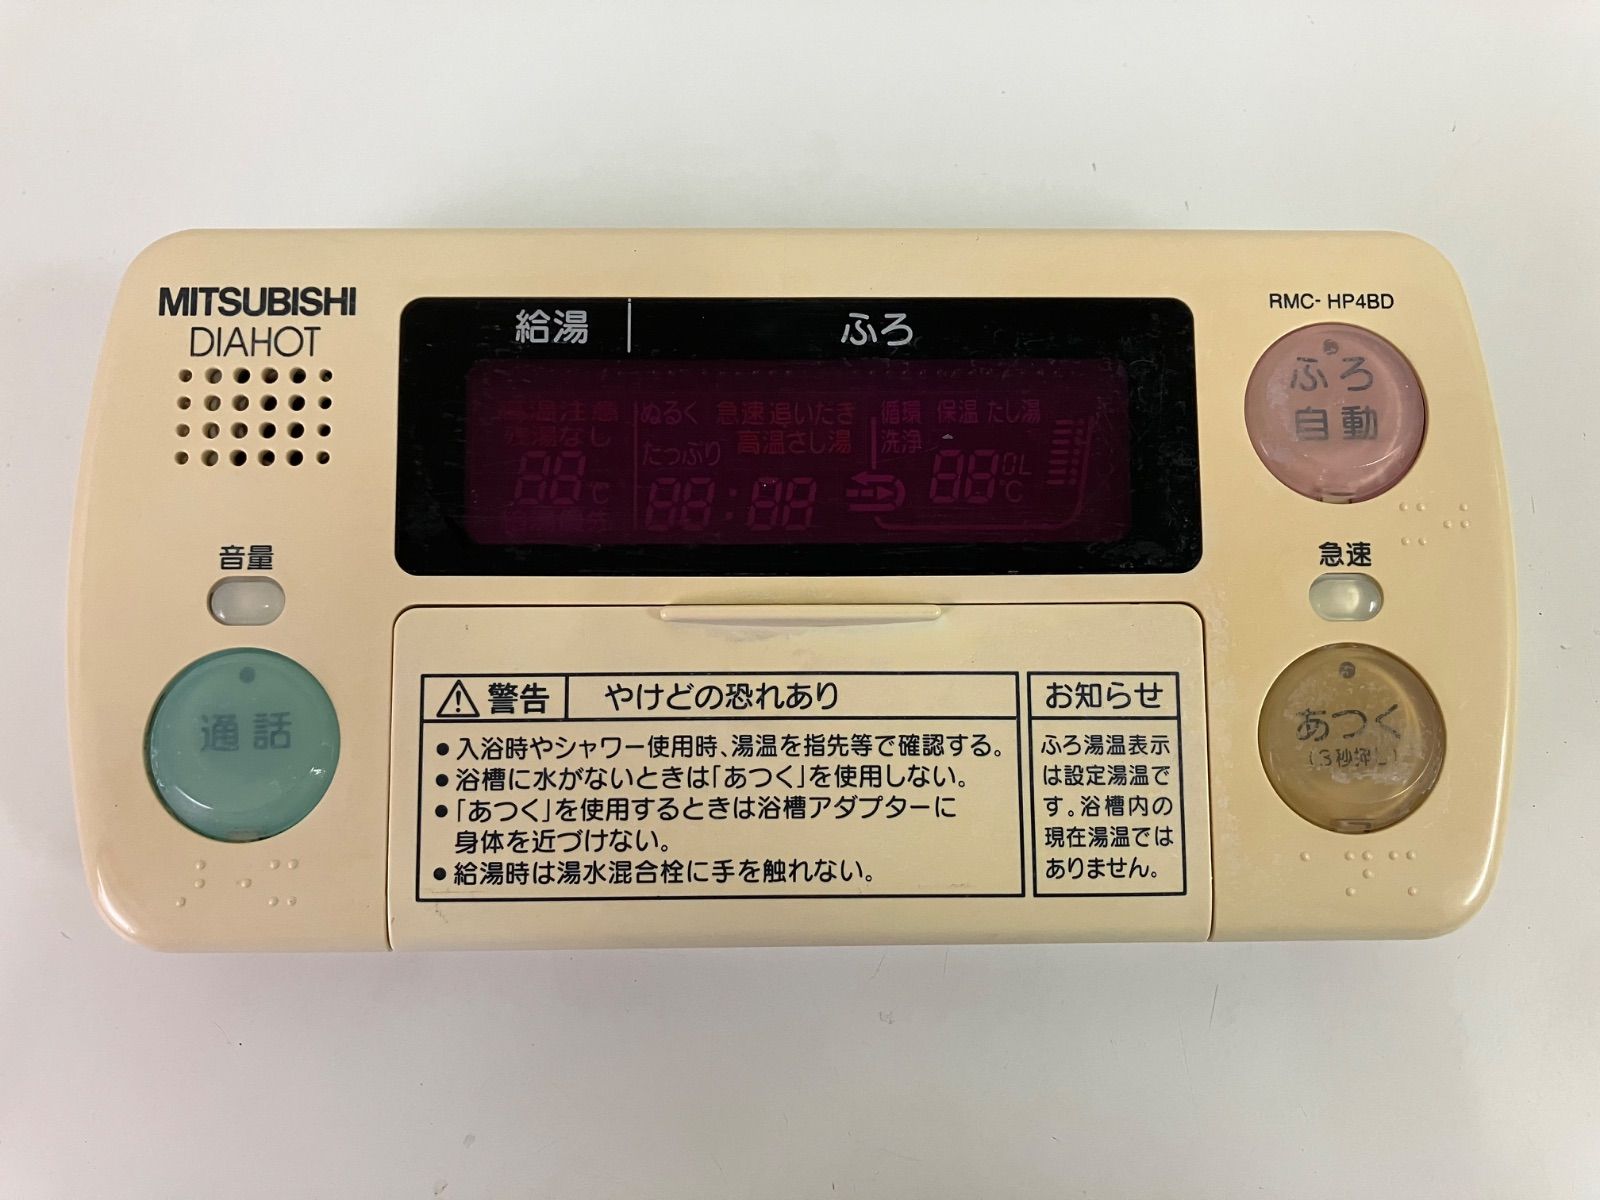 MITSUBISHI
DIAHOT
給湯
ふろ
RMC- HP4BD
ふろ
自動
高温注意
残湯なし
88℃
ぬるく 急速追いだき
たっぷり 高温さし湯
88:88
循環 保温 たし湯
洗浄
88
0L
℃
音量
通話
急速
あつく
(3秒押し)
⚠警告 やけどの恐れあり
●入浴時やシャワー使用時、湯温を指先等で確認する。
●浴槽に水がないときは「あつく」を使用しない。
●「あつく」を使用するときは浴槽アダプターに
身体を近づけない。
●給湯時は湯水混合栓に手を触れない。
お知らせ
ふろ湯温表示
は設定湯温で
す。浴槽内の
現在湯温では
ありません。